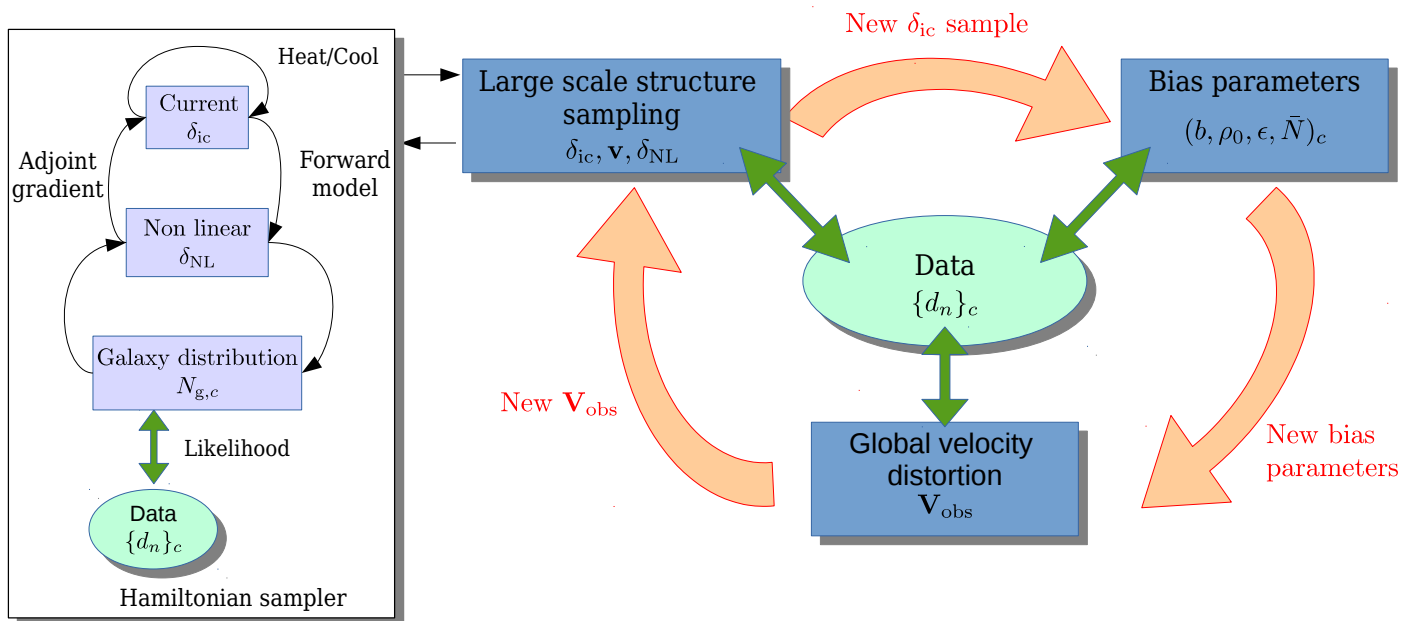 Heat/Cool
Current
δ_ic
Adjoint
gradient
Forward
model
Non linear
δ_NL
Galaxy distribution
N_g,c
Likelihood
Data
{d_n}_c
Hamiltonian sampler
Large scale structure
sampling
δ_ic, v, δ_NL
New δ_ic sample
Bias parameters
(b, ρ_0, ϵ, N̄)_c
Data
{d_n}_c
New V_obs
Global velocity
distortion
V_obs
New bias
parameters